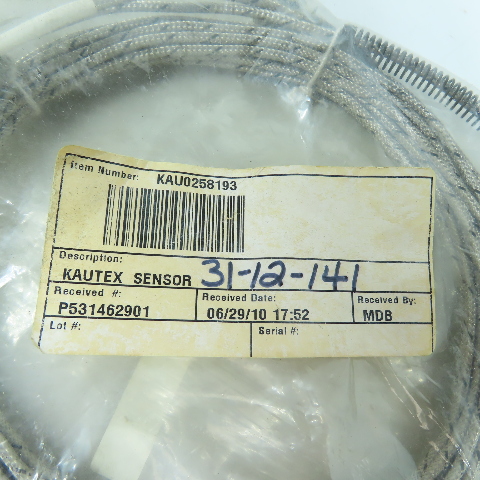 Item Number: KAU0258193
Description:
KAUTEX SENSOR 31-12-141
Received #: Received Date: Received By:
P531462901 06/29/10 17:52 MDB
Lot #: Serial #: